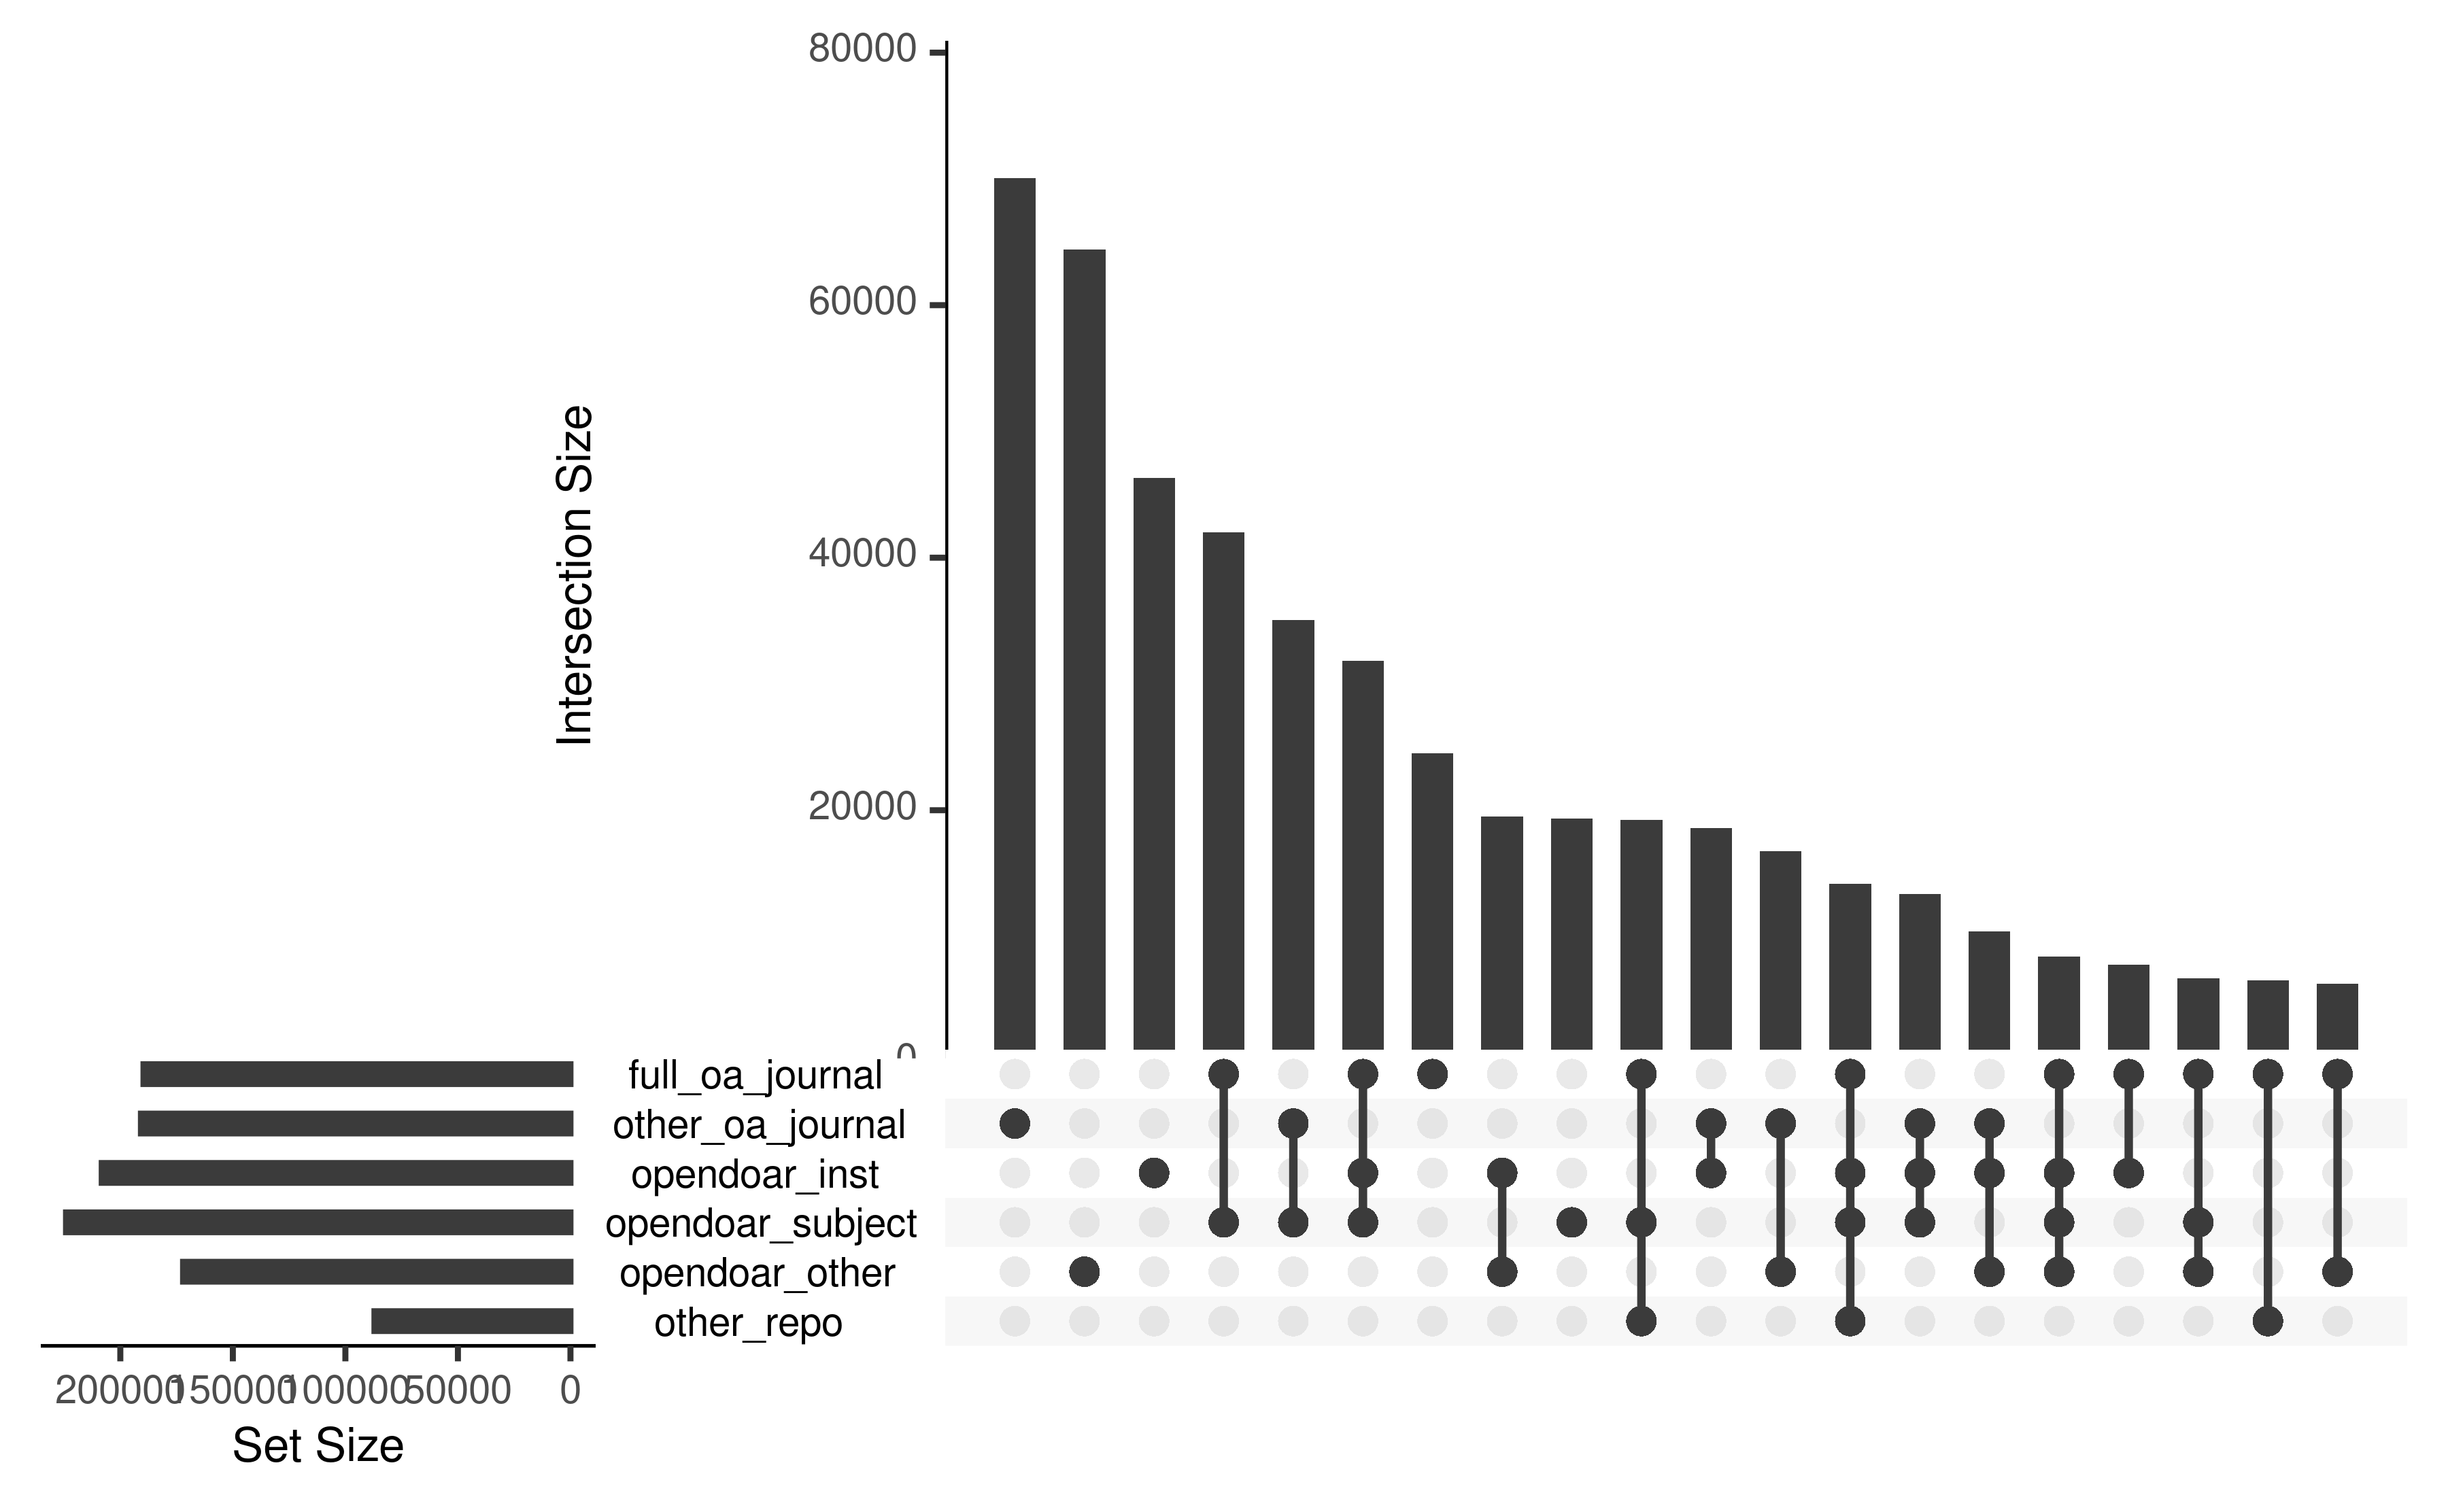 80000
60000
40000
20000
0
Intersection Size
full_oa_journal
other_oa_journal
opendoar_inst
opendoar_subject
opendoar_other
other_repo
200000 150000 100000 50000 0
Set Size